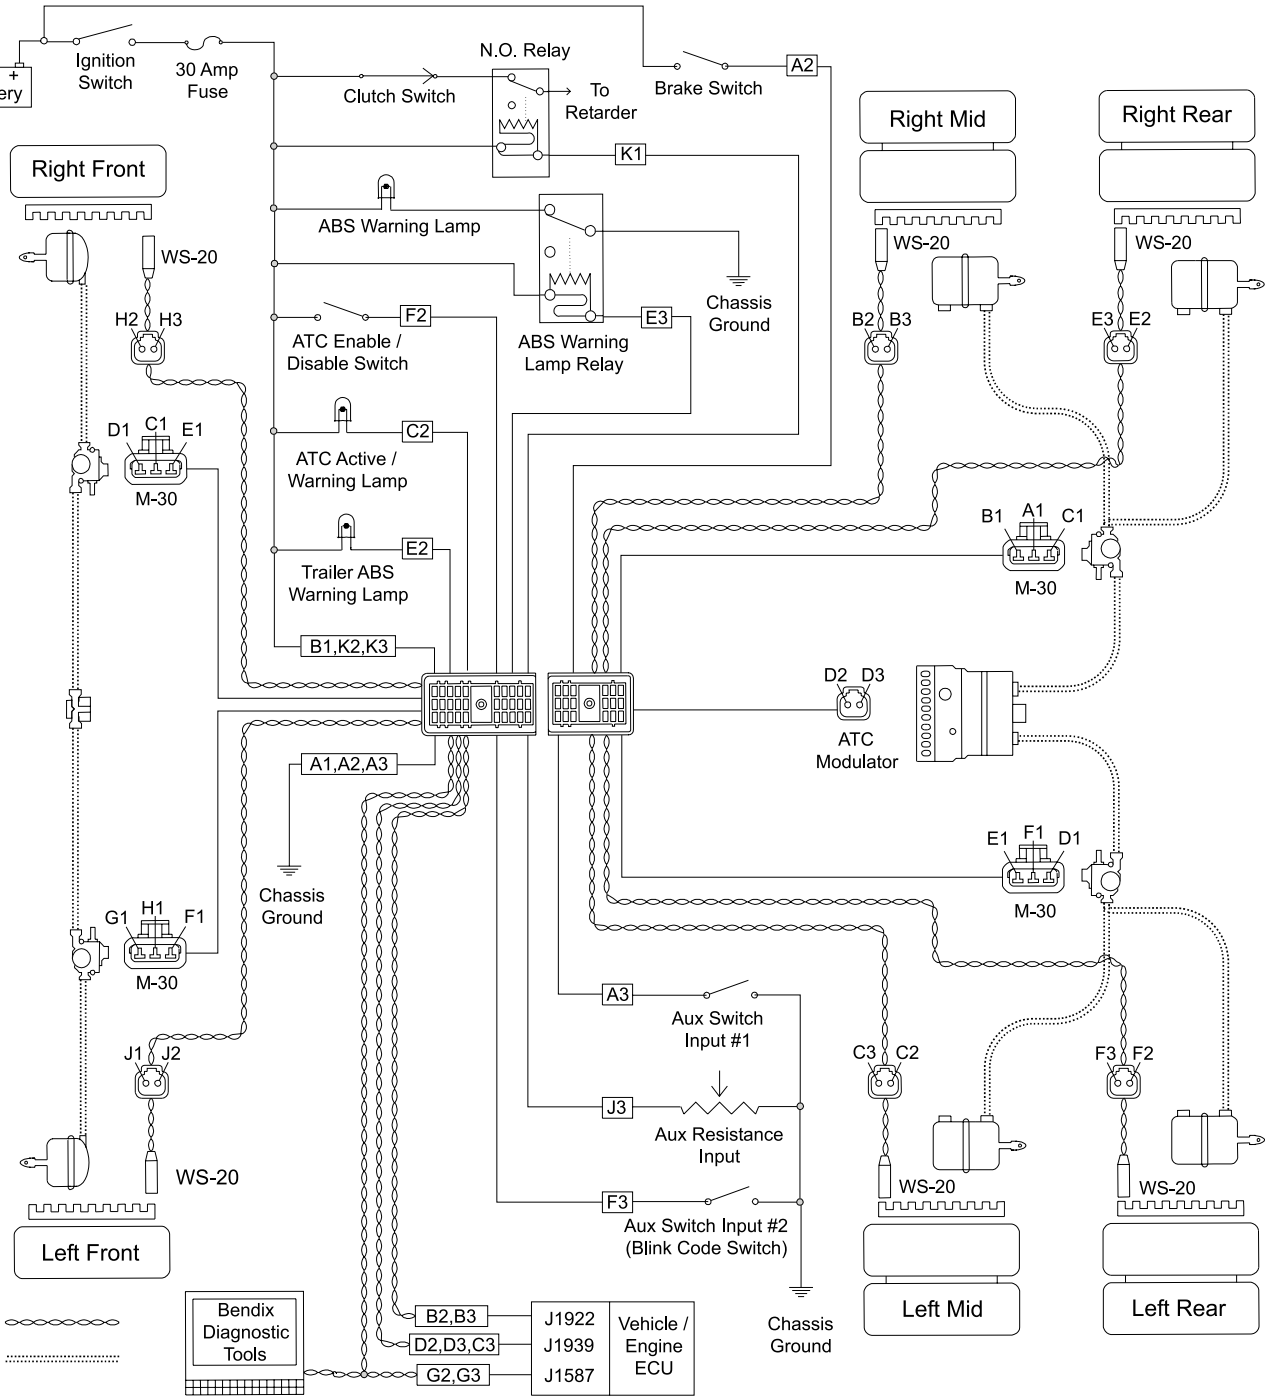 +
ery
Ignition
Switch
30 Amp
Fuse
N.O. Relay
Clutch Switch
To
Retarder
Brake Switch
A2
K1
Right Mid
Right Rear
Right Front
ABS Warning Lamp
WS-20
H2 H3
Chassis
Ground
WS-20
WS-20
F2
ATC Enable /
Disable Switch
E3
ABS Warning
Lamp Relay
B2 B3
E3 E2
D1 C1 E1
M-30
C2
ATC Active /
Warning Lamp
E2
Trailer ABS
Warning Lamp
B1 A1 C1
M-30
B1,K2,K3
D2 D3
ATC
Modulator
A1,A2,A3
Chassis
Ground
G1 H1 F1
M-30
E1 F1 D1
M-30
A3
Aux Switch
Input #1
J1 J2
C3 C2
F3 F2
J3
Aux Resistance
Input
WS-20
WS-20
WS-20
F3
Aux Switch Input #2
(Blink Code Switch)
Left Front
Left Mid
Left Rear
Chassis
Ground
Bendix
Diagnostic
Tools
B2,B3
J1922
D2,D3,C3
J1939
G2,G3
J1587
Vehicle /
Engine
ECU